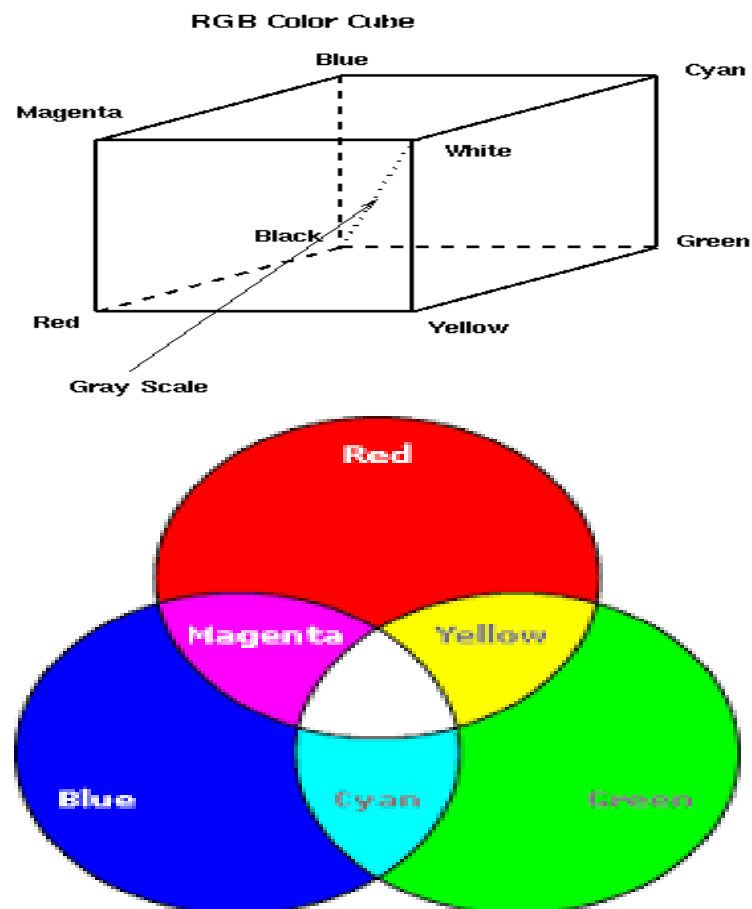 RGB Color Cube
Blue
Cyan
Magenta
White
Black
Green
Red
Yellow
Gray Scale
Red
Magenta
Yellow
Blue
Cyan
Green